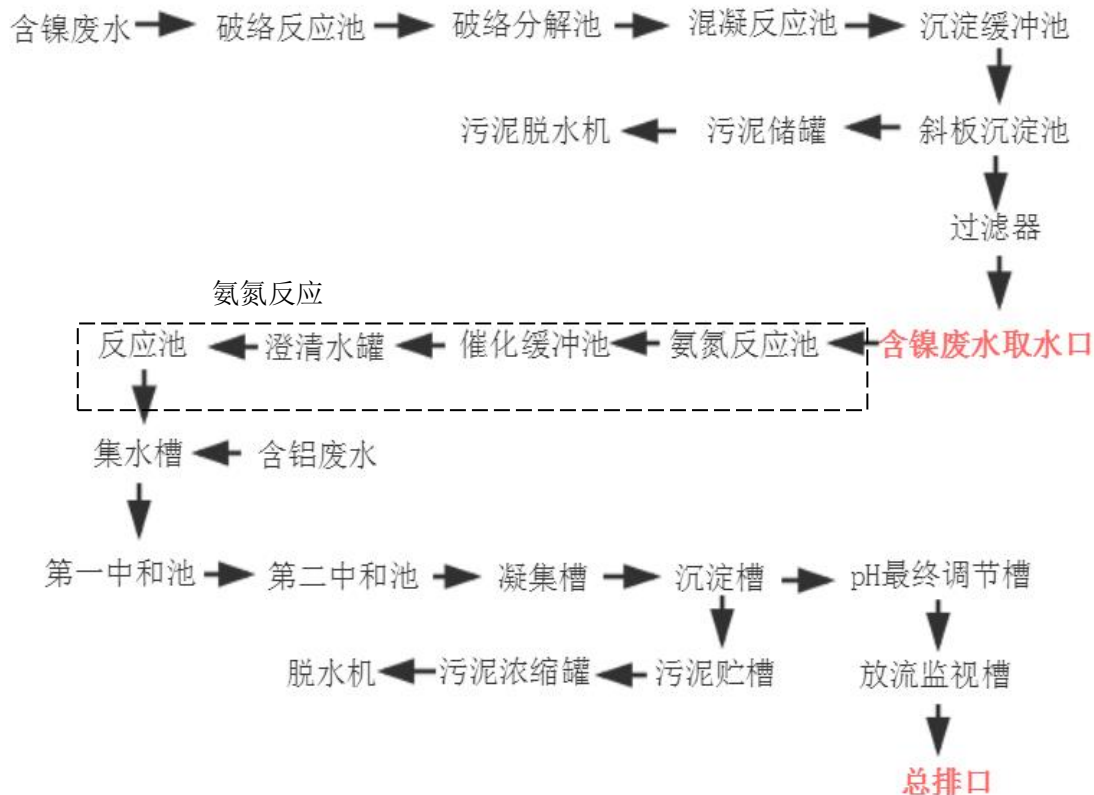 含镍废水 破络反应池 破络分解池 混凝反应池 沉淀缓冲池
污泥脱水机 污泥储罐 斜板沉淀池
过滤器
氨氮反应
反应池 澄清水罐 催化缓冲池 氨氮反应池 含镍废水取水口
集水槽 含铝废水
第一中和池 第二中和池 凝集槽 沉淀槽 pH最终调节槽
脱水机 污泥浓缩罐 污泥贮槽 放流监视槽
总排口